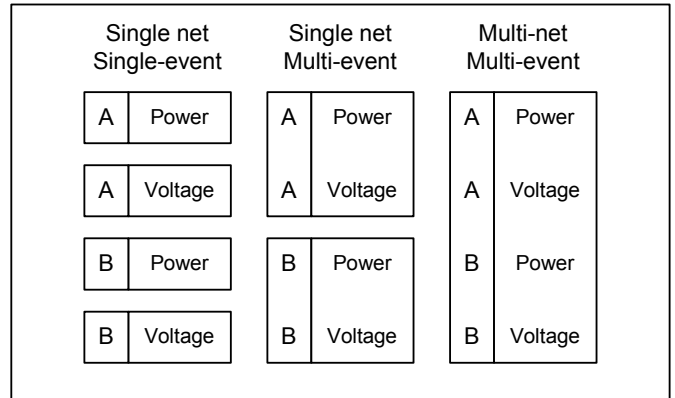 Single net
Single-event
A Power
A Voltage
B Power
B Voltage
Single net
Multi-event
A Power
A Voltage
B Power
B Voltage
Multi-net
Multi-event
A Power
A Voltage
B Power
B Voltage